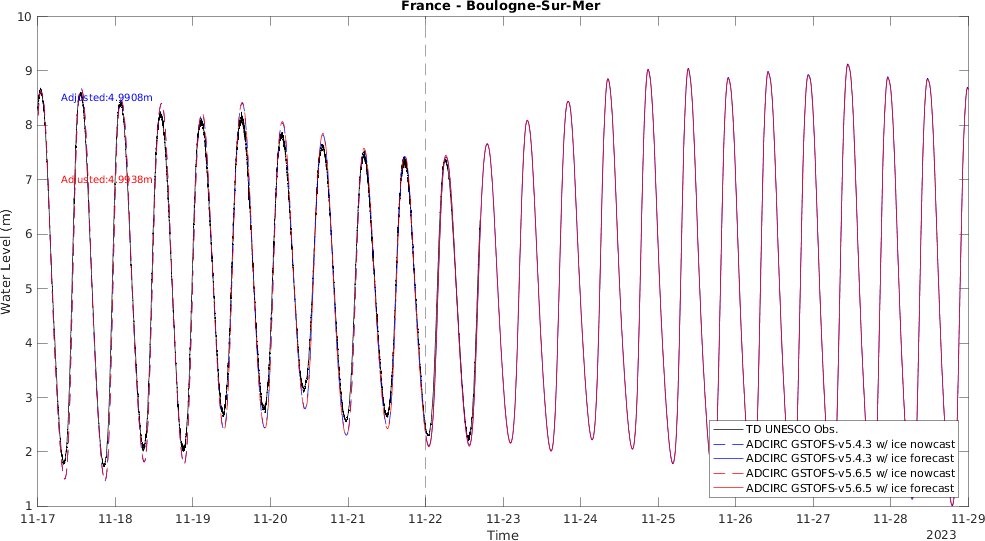 France - Boulogne-Sur-Mer
10
9
8
7
6
5
4
3
2
1
Water Level (m)
Adjusted:4.9908m
Adjusted:4.9938m
TD UNESCO Obs.
ADCIRC GSTOFS-v5.4.3 w/ ice nowcast
ADCIRC GSTOFS-v5.4.3 w/ ice forecast
ADCIRC GSTOFS-v5.6.5 w/ ice nowcast
ADCIRC GSTOFS-v5.6.5 w/ ice forecast
11-17 11-18 11-19 11-20 11-21 11-22 11-23 11-24 11-25 11-26 11-27 11-28 11-29
Time
2023